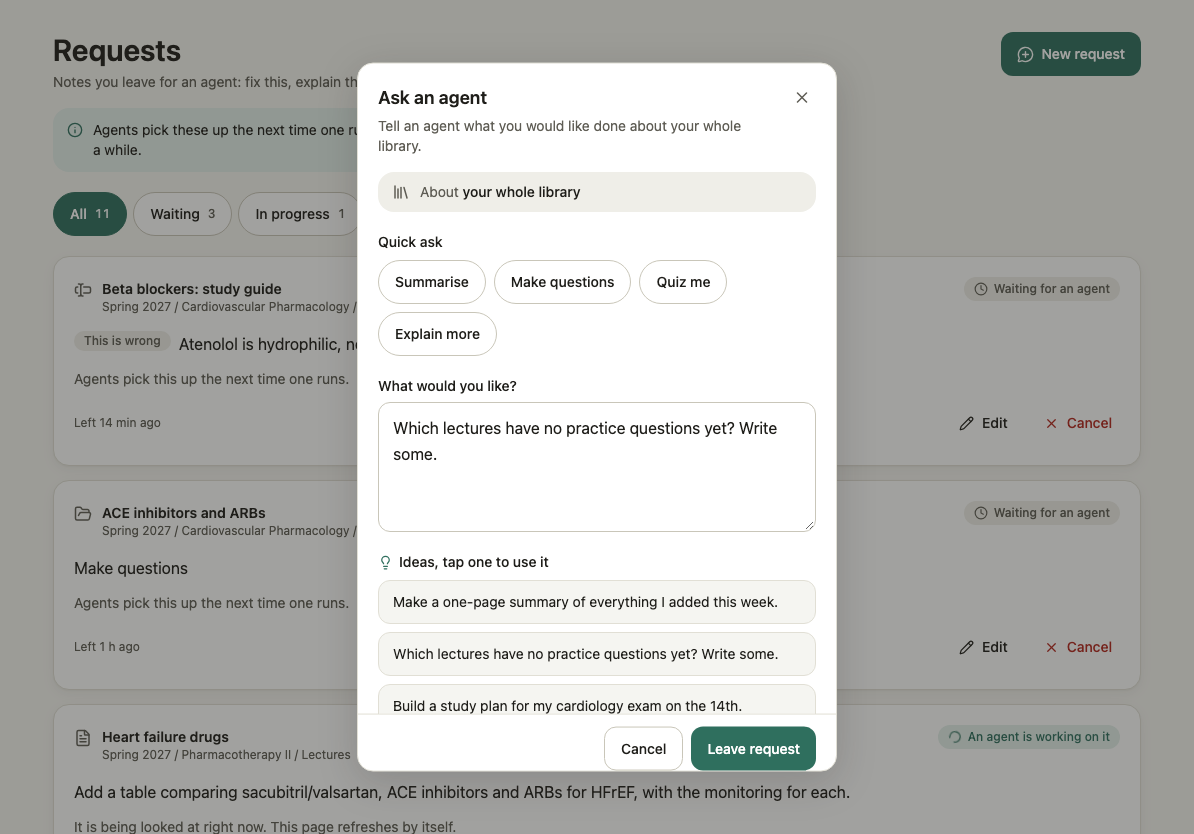 Requests
New request
Notes you leave for an agent: fix this, explain th
Agents pick these up the next time one ru
a while.
All 11
Waiting 3
In progress 1
Beta blockers: study guide
Spring 2027 / Cardiovascular Pharmacology /
Waiting for an agent
This is wrong
Atenolol is hydrophilic, n
Agents pick this up the next time one runs.
Left 14 min ago
Edit
Cancel
ACE inhibitors and ARBs
Spring 2027 / Cardiovascular Pharmacology /
Waiting for an agent
Make questions
Agents pick this up the next time one runs.
Left 1 h ago
Edit
Cancel
Heart failure drugs
Spring 2027 / Pharmacotherapy II / Lectures
An agent is working on it
Add a table comparing sacubitril/valsartan, ACE inhibitors and ARBs for HFrEF, with the monitoring for each.
It is being looked at right now. This page refreshes by itself.
Ask an agent
Tell an agent what you would like done about your whole
library.
About your whole library
Quick ask
Summarise
Make questions
Quiz me
Explain more
What would you like?
Which lectures have no practice questions yet? Write
some.
Ideas, tap one to use it
Make a one-page summary of everything I added this week.
Which lectures have no practice questions yet? Write some.
Build a study plan for my cardiology exam on the 14th.
Cancel
Leave request